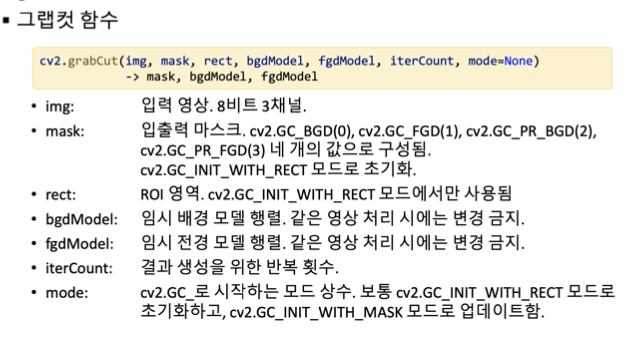 ▪ 그랩컷 함수
cv2.grabCut(img, mask, rect, bgdModel, fgdModel, iterCount, mode=None)
-> mask, bgdModel, fgdModel
• img: 입력 영상. 8비트 3채널.
• mask: 입출력 마스크. cv2.GC_BGD(0), cv2.GC_FGD(1), cv2.GC_PR_BGD(2),
cv2.GC_PR_FGD(3) 네 개의 값으로 구성됨.
cv2.GC_INIT_WITH_RECT 모드로 초기화.
• rect: ROI 영역. cv2.GC_INIT_WITH_RECT 모드에서만 사용됨
• bgdModel: 임시 배경 모델 행렬. 같은 영상 처리 시에는 변경 금지.
• fgdModel: 임시 전경 모델 행렬. 같은 영상 처리 시에는 변경 금지.
• iterCount: 결과 생성을 위한 반복 횟수.
• mode: cv2.GC_로 시작하는 모드 상수. 보통 cv2.GC_INIT_WITH_RECT 모드로
초기화하고, cv2.GC_INIT_WITH_MASK 모드로 업데이트함.